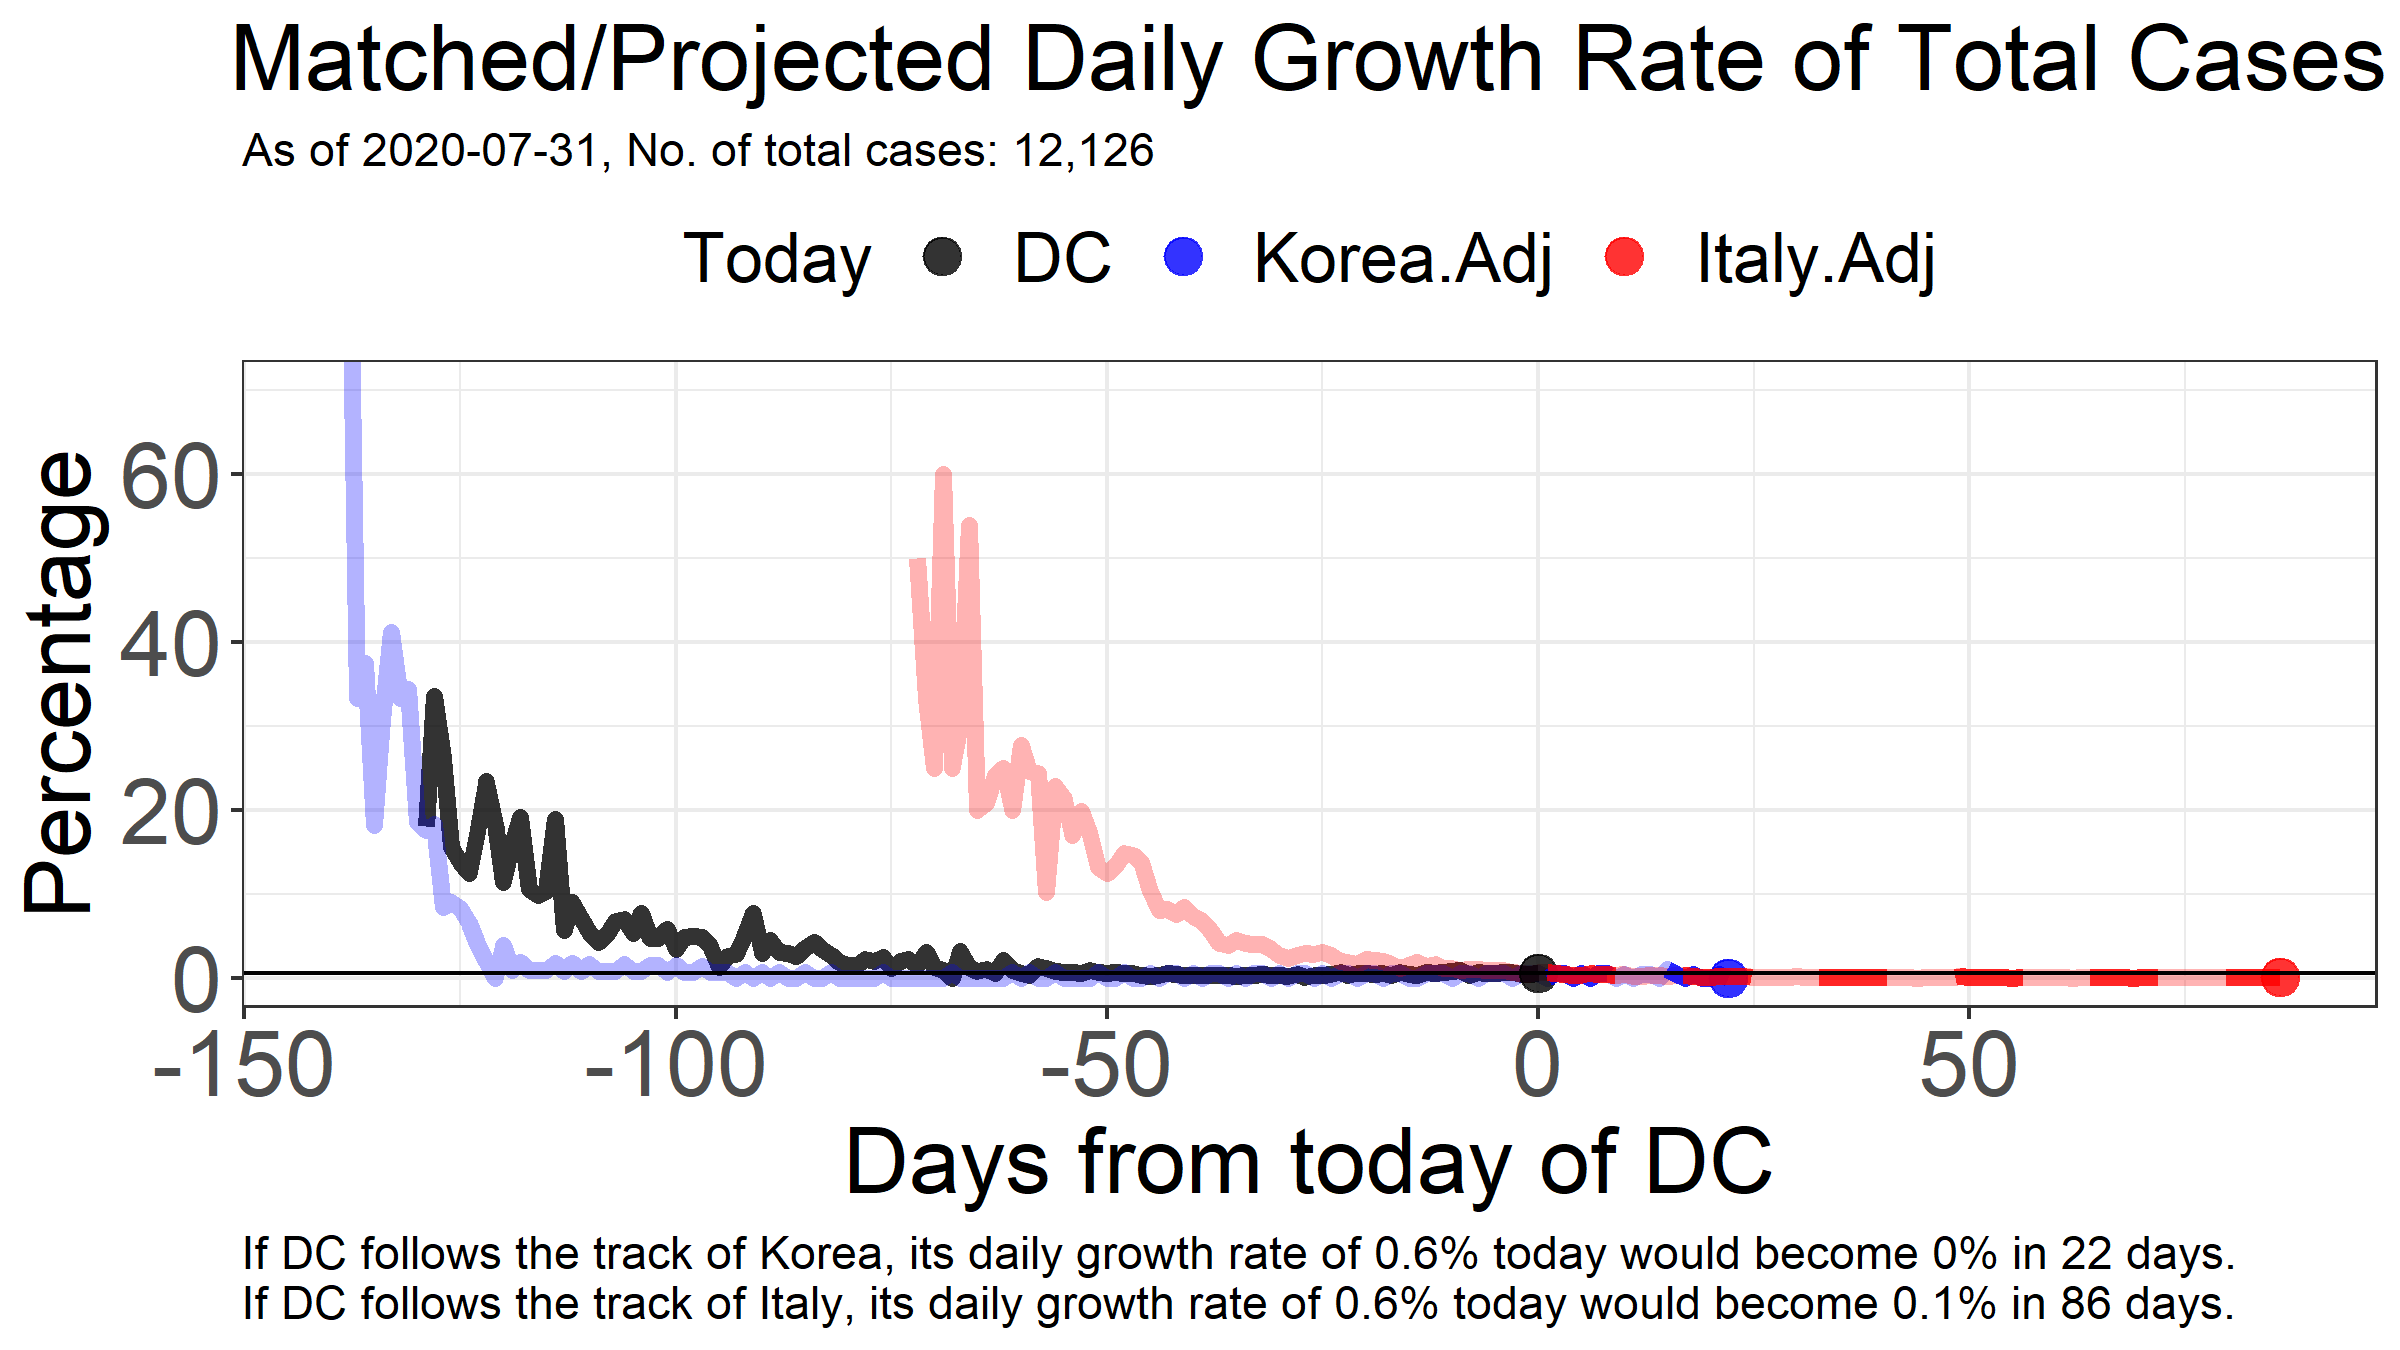 Matched/Projected Daily Growth Rate of Total Cases
As of 2020-07-31, No. of total cases: 12,126
Today DC Korea.Adj Italy.Adj
Percentage
60
40
20
0
-150 -100 -50 0 50
Days from today of DC
If DC follows the track of Korea, its daily growth rate of 0.6% today would become 0% in 22 days.
If DC follows the track of Italy, its daily growth rate of 0.6% today would become 0.1% in 86 days.